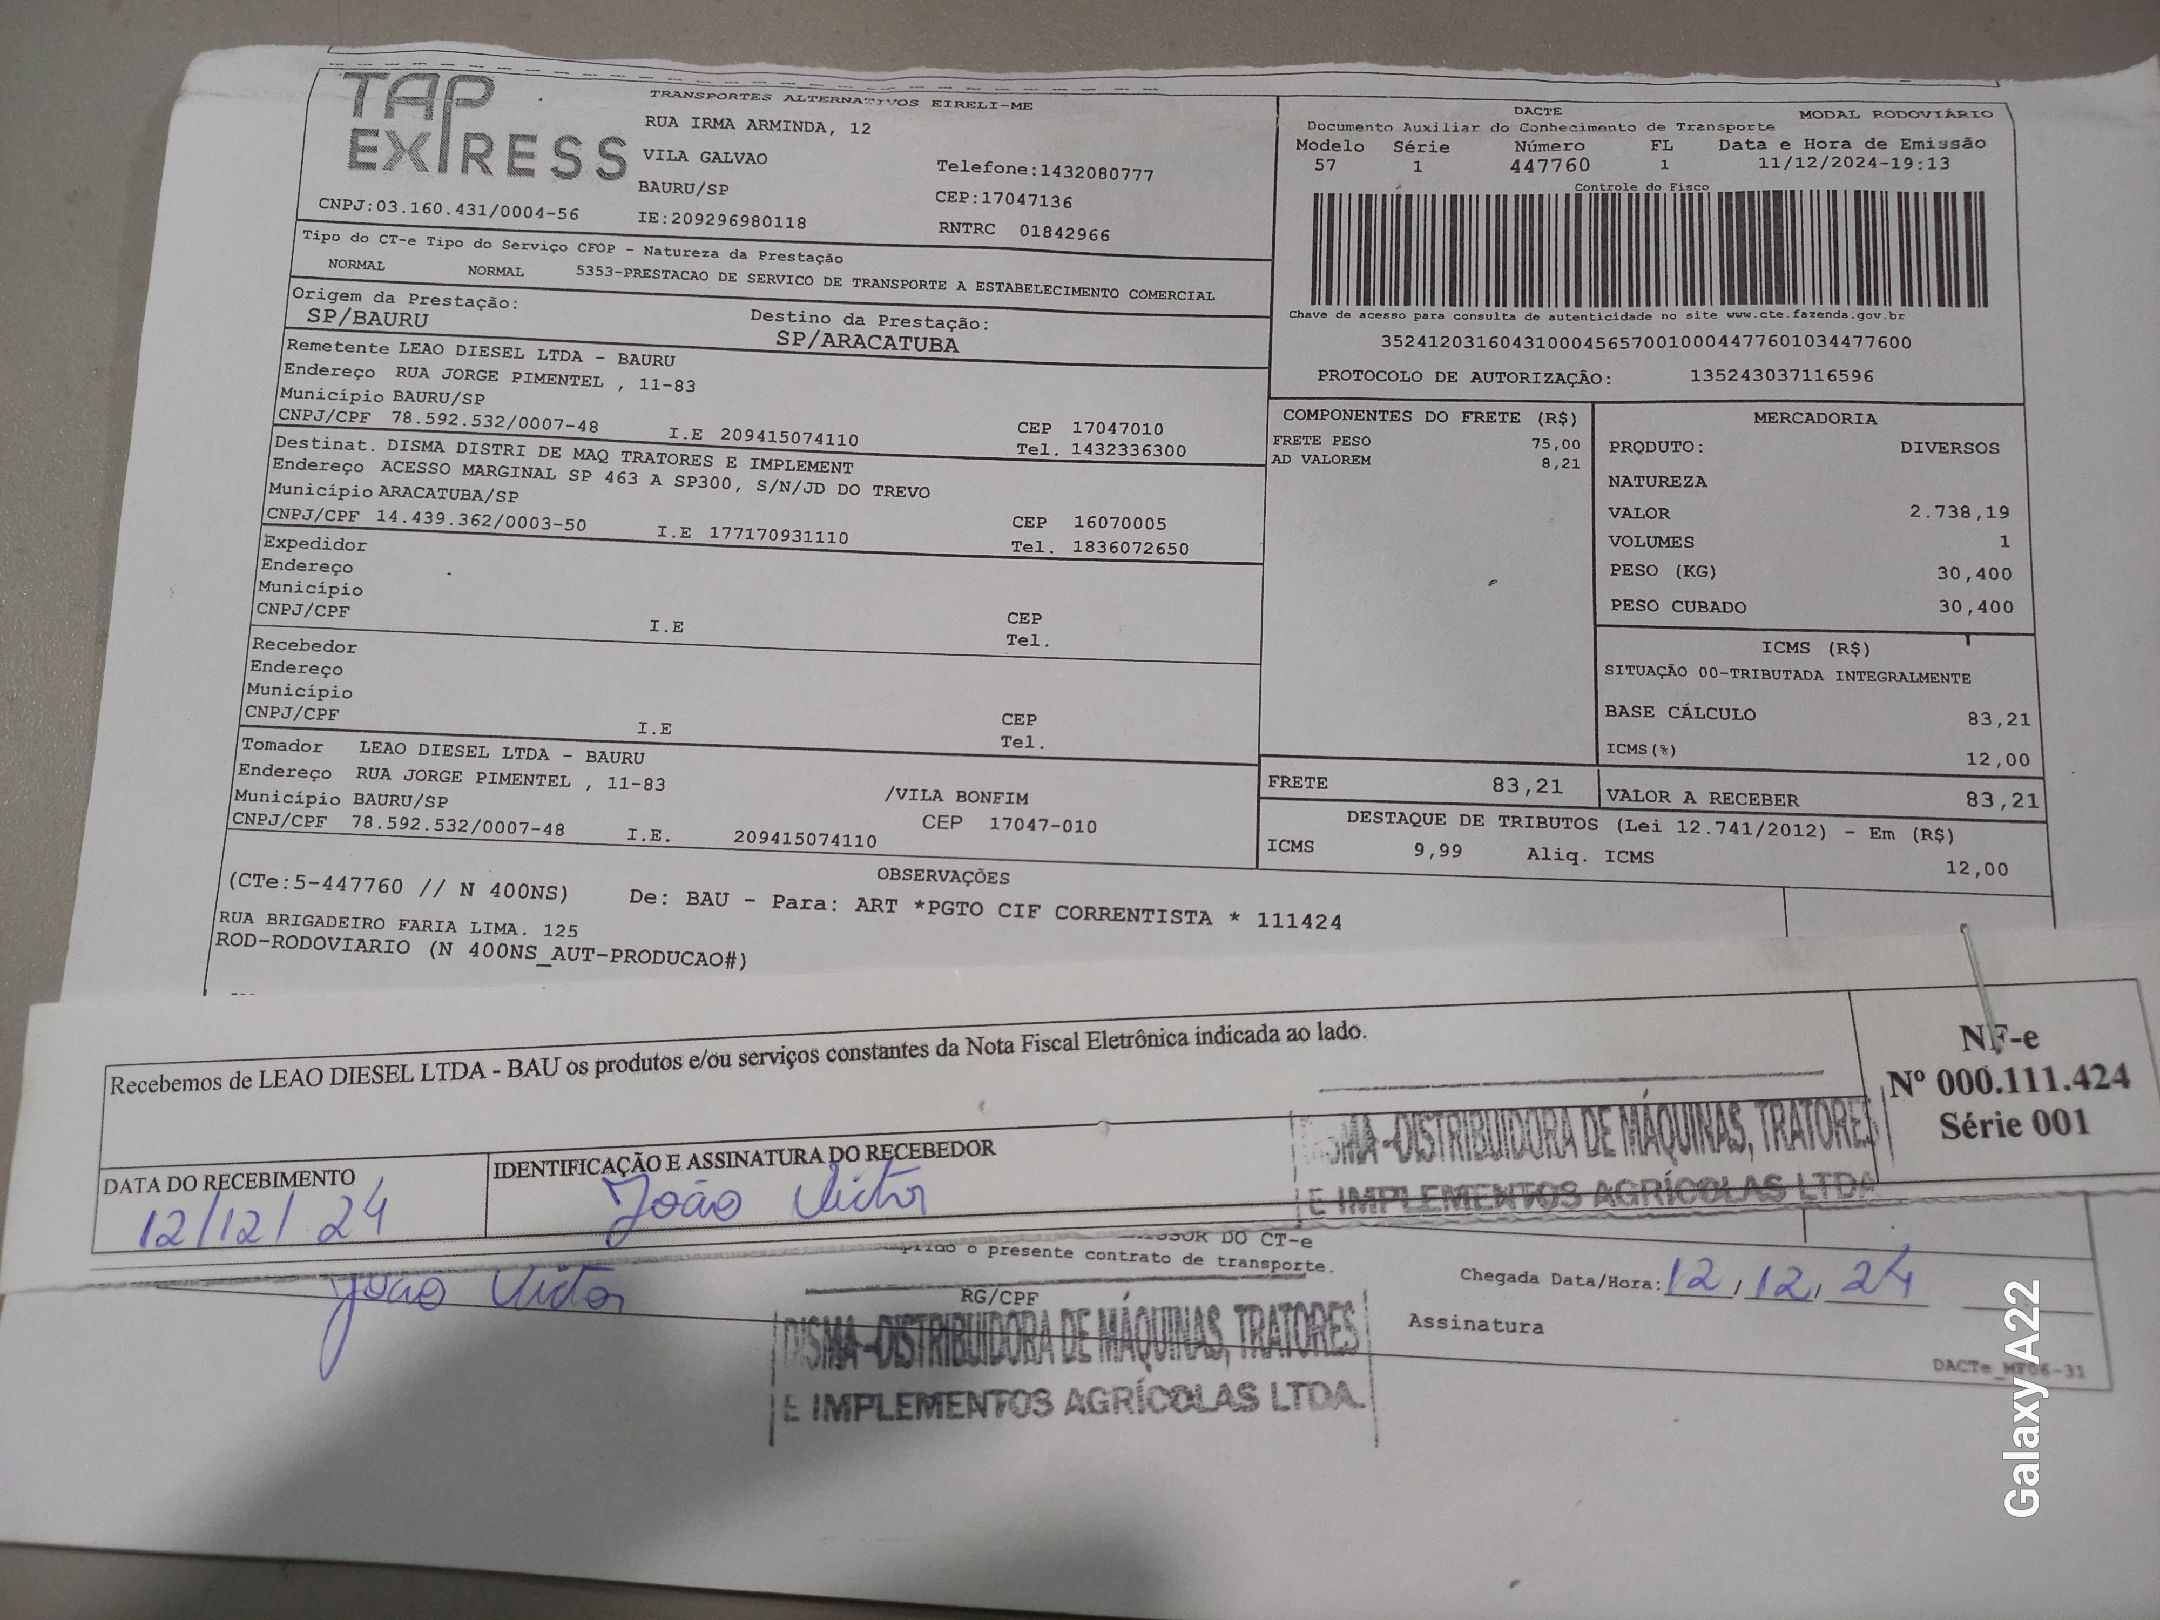 TAP
EXPRESS
TRANSPORTES ALTERNATIVOS EIRELI-ME
RUA IRMA ARMINDA, 12
VILA GALVAO
Telefone:1432080777
BAURU/SP
CEP:17047136
CNPJ:03.160.431/0004-56
IE:209296980118
RNTRC 01842966
DACTE MODAL RODOVIÁRIO
Documento Auxiliar do Conhecimento de Transporte
Modelo Série Número FL Data e Hora de Emissão
57 1 447760 1 11/12/2024-19:13
Controle do Fisco
Chave de acesso para consulta de autenticidade no site www.cte.fazenda.gov.br
35241203160431000456570010004477601034477600
PROTOCOLO DE AUTORIZAÇÃO: 135243037116596
Tipo do CT-e Tipo do Serviço CFOP - Natureza da Prestação
NORMAL NORMAL 5353-PRESTACAO DE SERVICO DE TRANSPORTE A ESTABELECIMENTO COMERCIAL
Origem da Prestação: Destino da Prestação:
SP/BAURU SP/ARACATUBA
Remetente LEAO DIESEL LTDA - BAURU
Endereço RUA JORGE PIMENTEL , 11-83
Município BAURU/SP
CEP 17047010
CNPJ/CPF 78.592.532/0007-48 I.E 209415074110 Tel. 1432336300
Destinat. DISMA DISTRI DE MAQ TRATORES E IMPLEMENT
Endereço ACESSO MARGINAL SP 463 A SP300, S/N/JD DO TREVO
Município ARACATUBA/SP
CEP 16070005
CNPJ/CPF 14.439.362/0003-50 I.E 177170931110 Tel. 1836072650
Expedidor
Endereço
Município
CEP
CNPJ/CPF I.E Tel.
Recebedor
Endereço
Município
CEP
CNPJ/CPF I.E Tel.
Tomador LEAO DIESEL LTDA - BAURU
Endereço RUA JORGE PIMENTEL , 11-83 /VILA BONFIM
Município BAURU/SP CEP 17047-010
CNPJ/CPF 78.592.532/0007-48 I.E. 209415074110
COMPONENTES DO FRETE (R$)
FRETE PESO 75,00
AD VALOREM 8,21
MERCADORIA
PRODUTO: DIVERSOS
NATUREZA
VALOR 2.738,19
VOLUMES 1
PESO (KG) 30,400
PESO CUBADO 30,400
ICMS (R$)
SITUAÇÃO 00-TRIBUTADA INTEGRALMENTE
BASE CÁLCULO 83,21
ICMS(%) 12,00
FRETE 83,21 VALOR A RECEBER 83,21
DESTAQUE DE TRIBUTOS (Lei 12.741/2012) - Em (R$)
ICMS 9,99 Aliq. ICMS 12,00
OBSERVAÇÕES
(CTe:5-447760 // N 400NS) De: BAU - Para: ART *PGTO CIF CORRENTISTA * 111424
RUA BRIGADEIRO FARIA LIMA. 125
ROD-RODOVIARIO (N 400NS_AUT-PRODUCAO#)
Recebemos de LEAO DIESEL LTDA - BAU os produtos e/ou serviços constantes da Nota Fiscal Eletrônica indicada ao lado.
NF-e
Nº 000.111.424
Série 001
DATA DO RECEBIMENTO IDENTIFICAÇÃO E ASSINATURA DO RECEBEDOR
12/12/24 João Victor
DISMA-DISTRIBUIDORA DE MÁQUINAS, TRATORES
E IMPLEMENTOS AGRÍCOLAS LTDA
DO CT-e
o presente contrato de transporte.
João Victor
RG/CPF
Chegada Data/Hora: 12, 12, 24
Assinatura
DISMA-DISTRIBUIDORA DE MÁQUINAS, TRATORES
E IMPLEMENTOS AGRÍCOLAS LTDA.
Galaxy A22